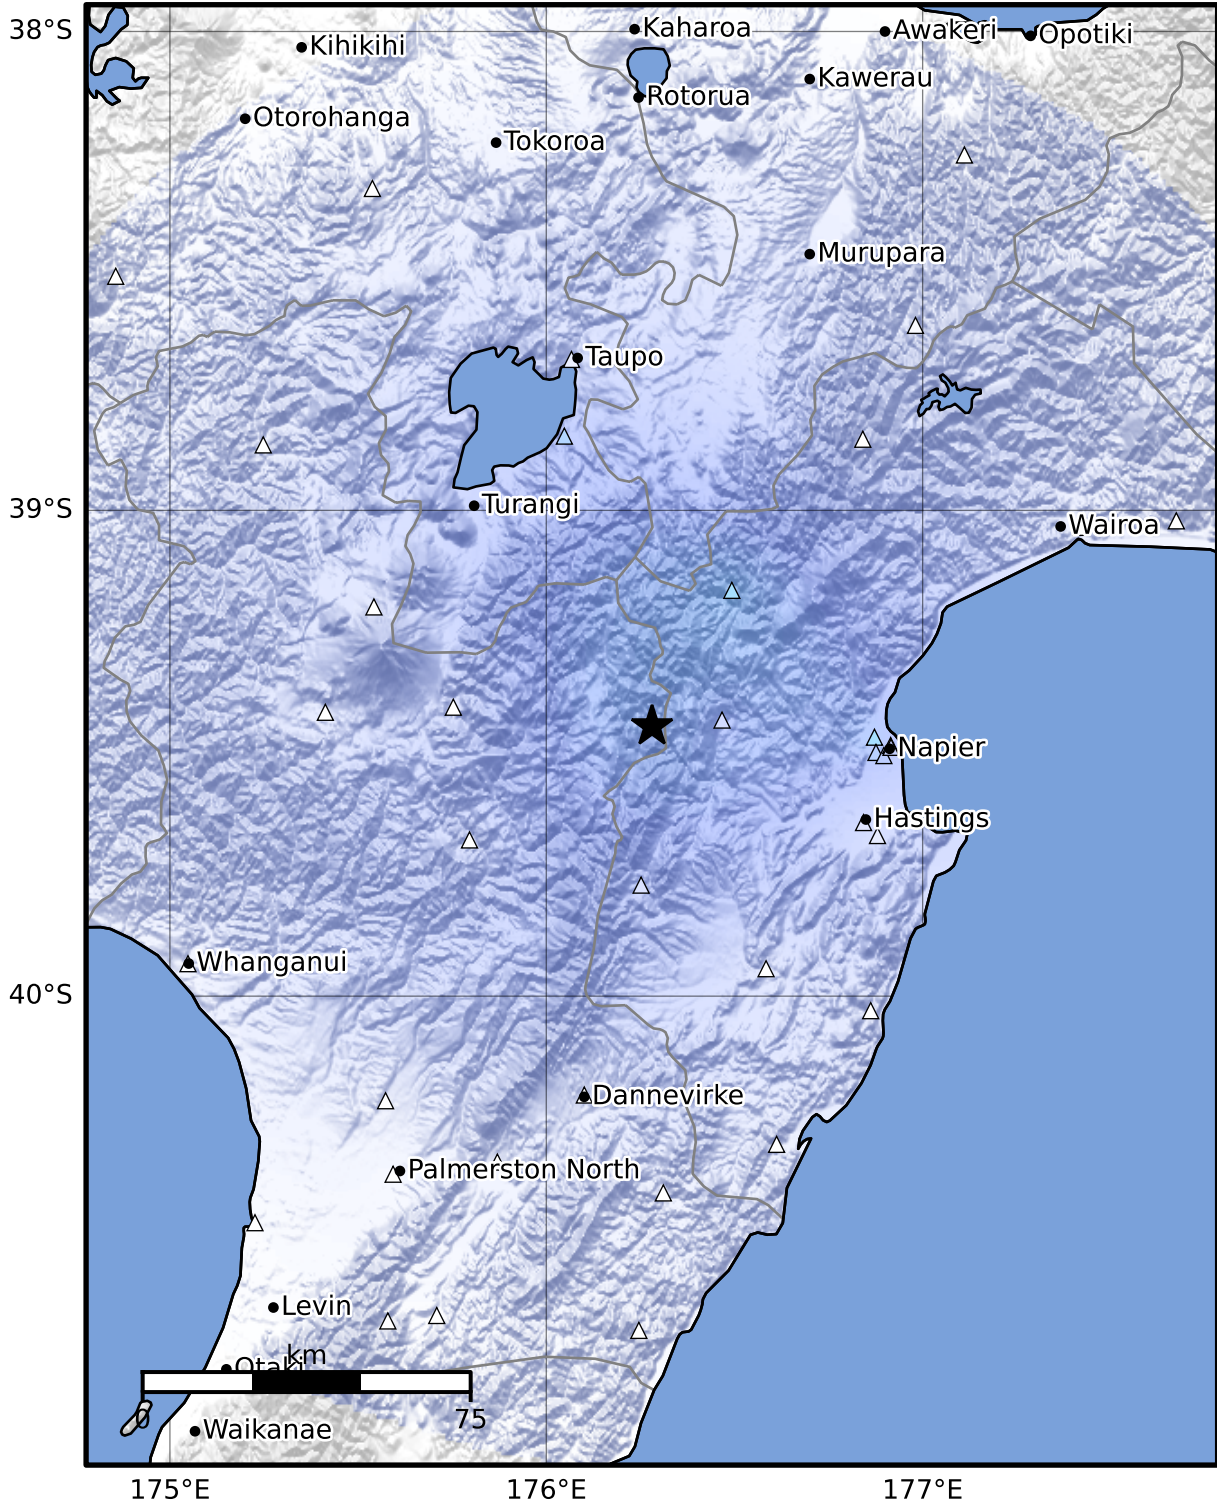 38°S
Kihikihi
Kaharoa
Awakeri
Opotiki
Kawerau
Rotorua
Otorohanga
Tokoroa
Murupara
Taupo
39°S
Turangi
Wairoa
Napier
Hastings
Whanganui
40°S
Dannevirke
Palmerston North
Levin
km
Otaki
0
75
Waikanae
175°E
176°E
177°E